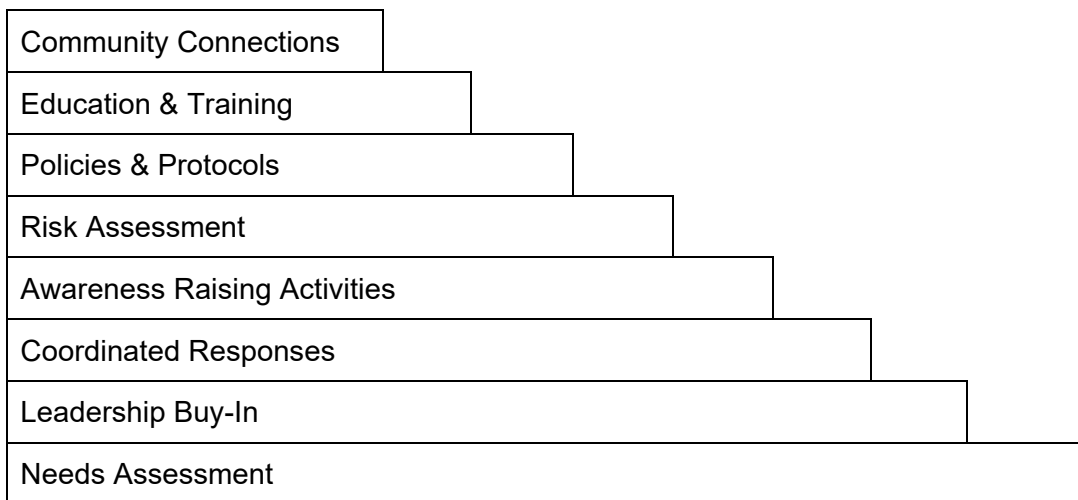 Community Connections
Education & Training
Policies & Protocols
Risk Assessment
Awareness Raising Activities
Coordinated Responses
Leadership Buy-In
Needs Assessment